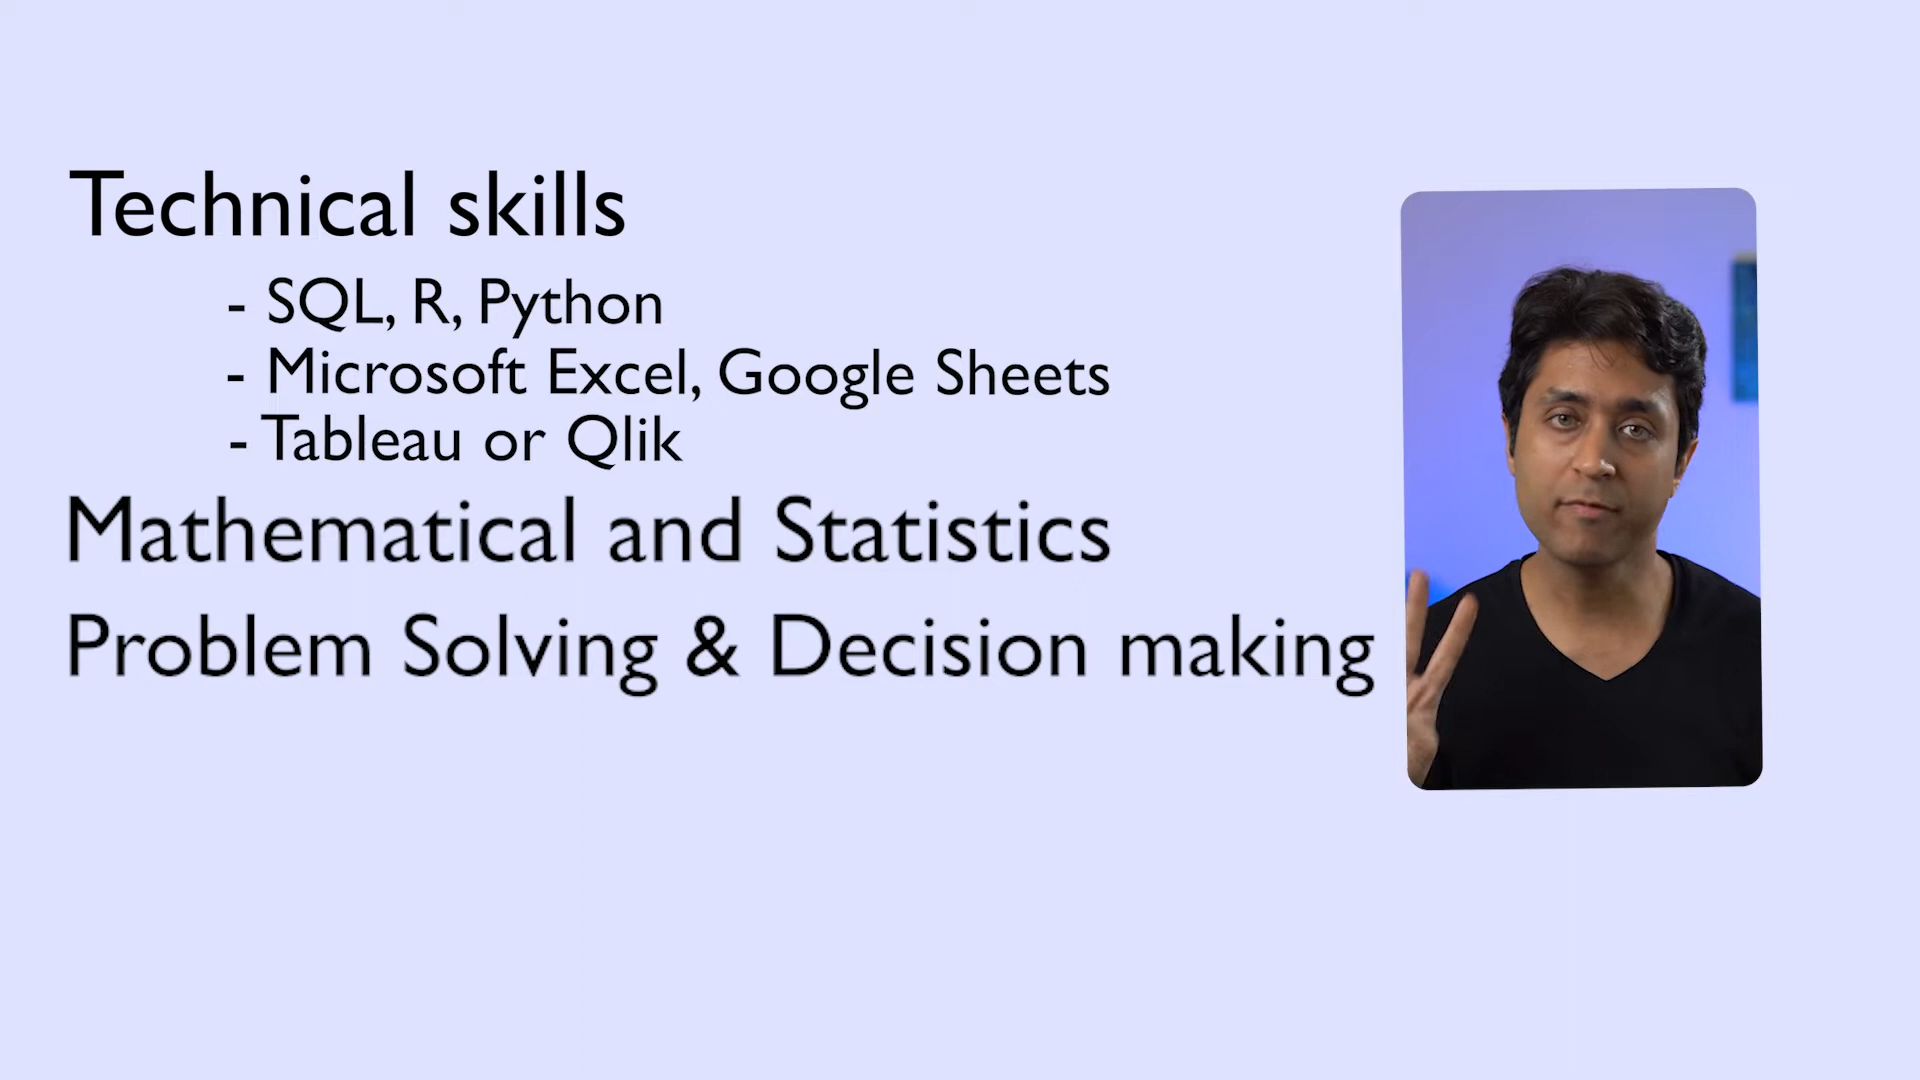 Technical skills
- SQL, R, Python
- Microsoft Excel, Google Sheets
- Tableau or Qlik
Mathematical and Statistics
Problem Solving & Decision making